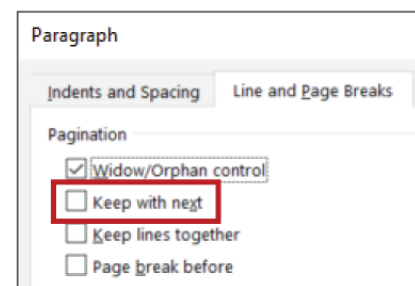 Paragraph
Indents and Spacing Line and Page Breaks
Pagination
Widow/Orphan control
Keep with next
Keep lines together
Page break before